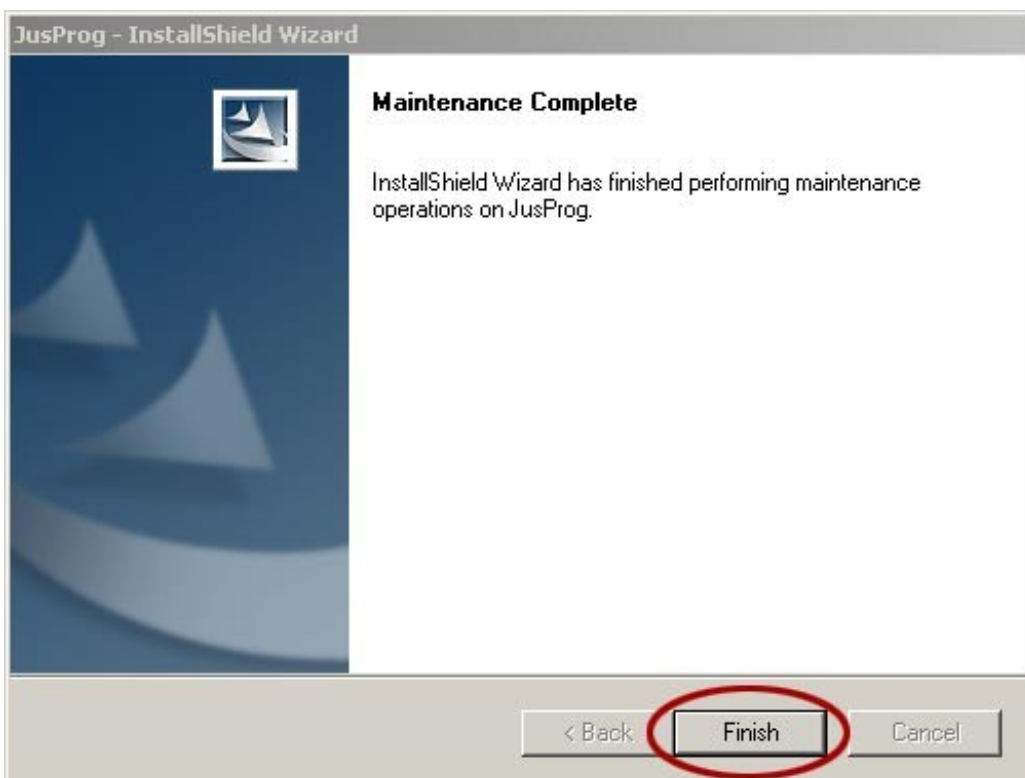 JusProg - InstallShield Wizard
Maintenance Complete
InstallShield Wizard has finished performing maintenance
operations on JusProg.
< Back
Finish
Cancel